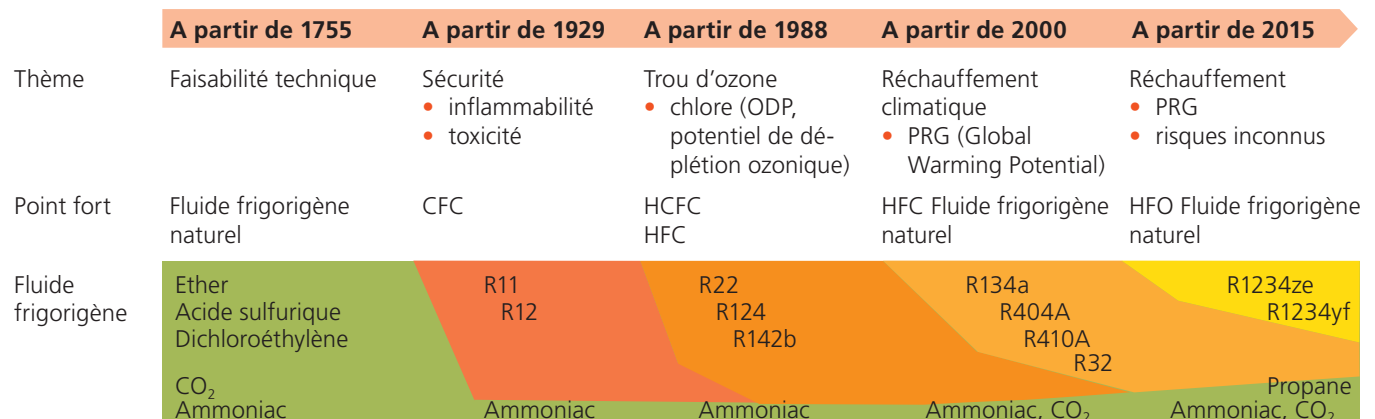 A partir de 1755 A partir de 1929 A partir de 1988 A partir de 2000 A partir de 2015
Thème
Faisabilité technique
Sécurité
• inflammabilité
• toxicité
Trou d'ozone
• chlore (ODP,
potentiel de dé-
plétion ozonique)
Réchauffement
climatique
• PRG (Global
Warming Potential)
Réchauffement
• PRG
• risques inconnus
Point fort
Fluide frigorigène
naturel
CFC
HCFC
HFC
HFC Fluide frigorigène
naturel
HFO Fluide frigorigène
naturel
Fluide
frigorigène
Ether
Acide sulfurique
Dichloroéthylène
CO₂
Ammoniac
R11
R12
Ammoniac
R22
R124
R142b
Ammoniac
R134a
R404A
R410A
R32
Ammoniac, CO₂
R1234ze
R1234yf
Propane
Ammoniac, CO₂